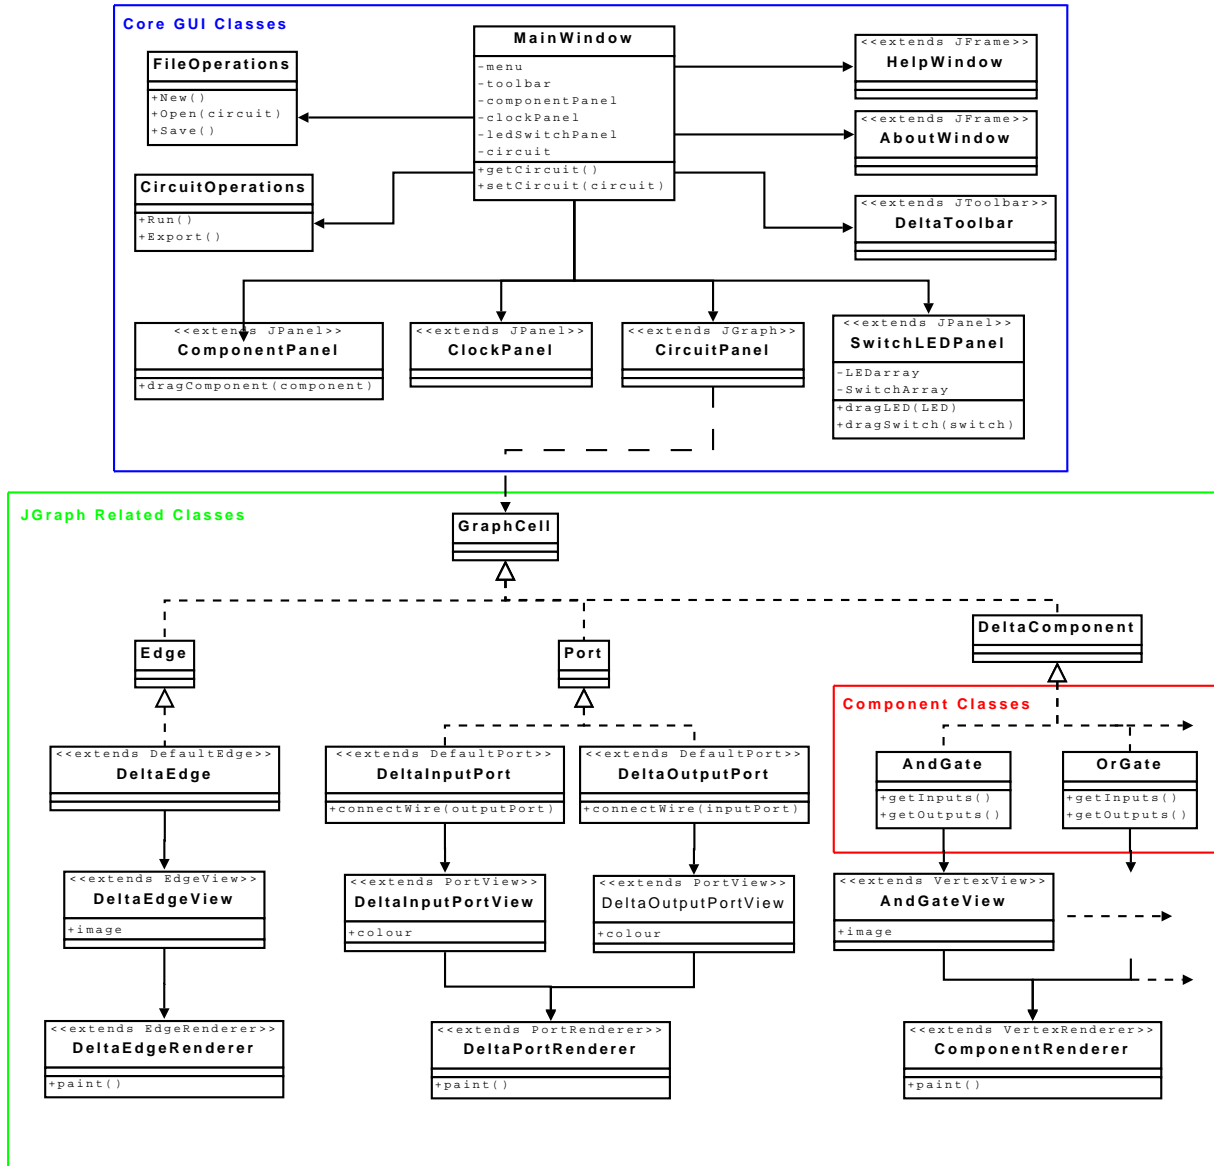 Core GUI Classes
MainWindow
-menu
-toolbar
-componentPanel
-clockPanel
-ledSwitchPanel
-circuit
+getCircuit()
+setCircuit(circuit)
FileOperations
+New()
+Open(circuit)
+Save()
CircuitOperations
+Run()
+Export()
<<extends JFrame>>
HelpWindow
<<extends JFrame>>
AboutWindow
<<extends JToolbar>>
DeltaToolbar
<<extends JPanel>>
ComponentPanel
+dragComponent(component)
<<extends JPanel>>
ClockPanel
<<extends JGraph>>
CircuitPanel
<<extends JPanel>>
SwitchLEDPanel
-LEDarray
-SwitchArray
+dragLED(LED)
+dragSwitch(switch)
JGraph Related Classes
GraphCell
Edge
Port
DeltaComponent
Component Classes
<<extends DefaultEdge>>
DeltaEdge
<<extends DefaultPort>>
DeltaInputPort
+connectWire(outputPort)
<<extends DefaultPort>>
DeltaOutputPort
+connectWire(inputPort)
AndGate
+getInputs()
+getOutputs()
OrGate
+getInputs()
+getOutputs()
<<extends EdgeView>>
DeltaEdgeView
+image
<<extends PortView>>
DeltaInputPortView
+colour
<<extends PortView>>
DeltaOutputPortView
+colour
<<extends VertexView>>
AndGateView
+image
<<extends EdgeRenderer>>
DeltaEdgeRenderer
+paint()
<<extends PortRenderer>>
DeltaPortRenderer
+paint()
<<extends VertexRenderer>>
ComponentRenderer
+paint()